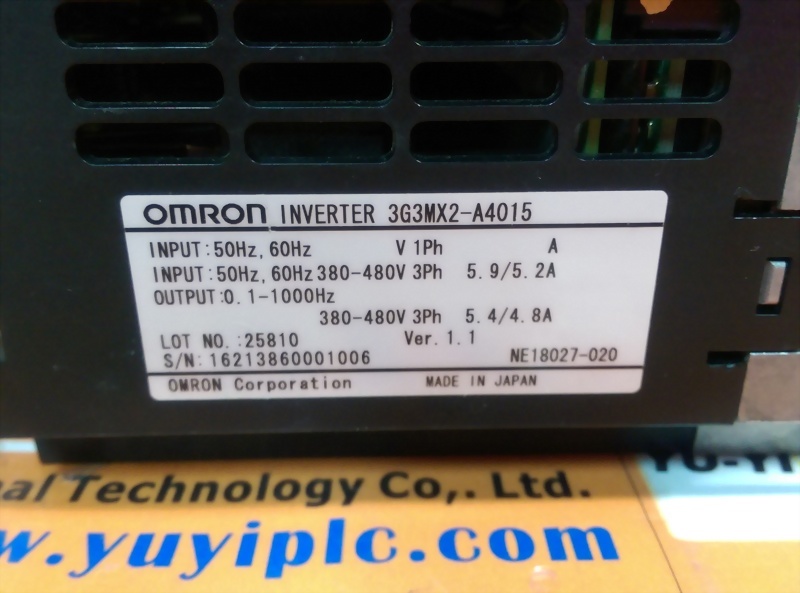 OMRON INVERTER 3G3MX2-A4015
INPUT:50Hz, 60Hz V 1Ph A
INPUT:50Hz, 60Hz 380-480V 3Ph 5.9/5.2A
OUTPUT:0.1-1000Hz
380-480V 3Ph 5.4/4.8A
LOT NO.:25810 Ver.1.1
S/N:16213860001006 NE18027-020
OMRON Corporation MADE IN JAPAN
Technology Co,. Ltd.
.yuyiplc.com